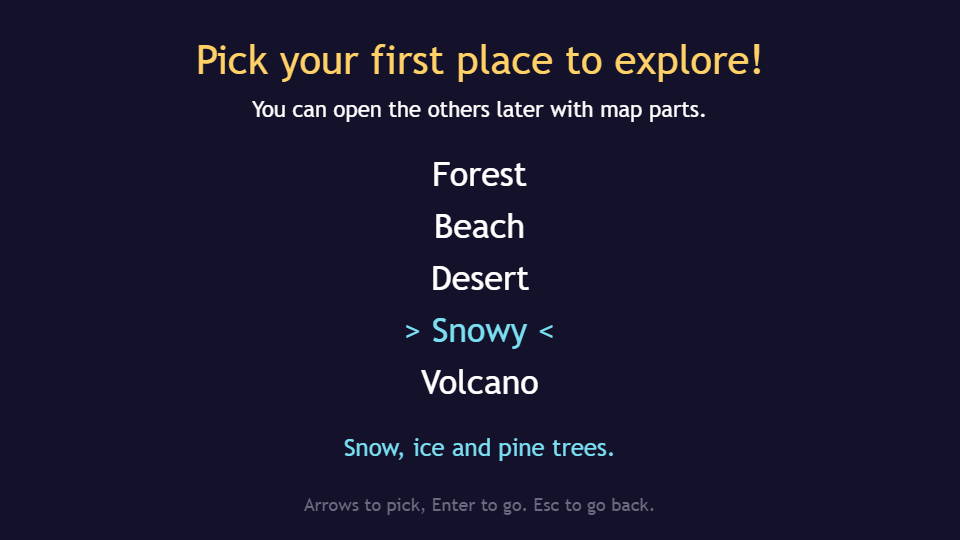 Pick your first place to explore!
You can open the others later with map parts.
Forest
Beach
Desert
> Snowy <
Volcano
Snow, ice and pine trees.
Arrows to pick, Enter to go. Esc to go back.